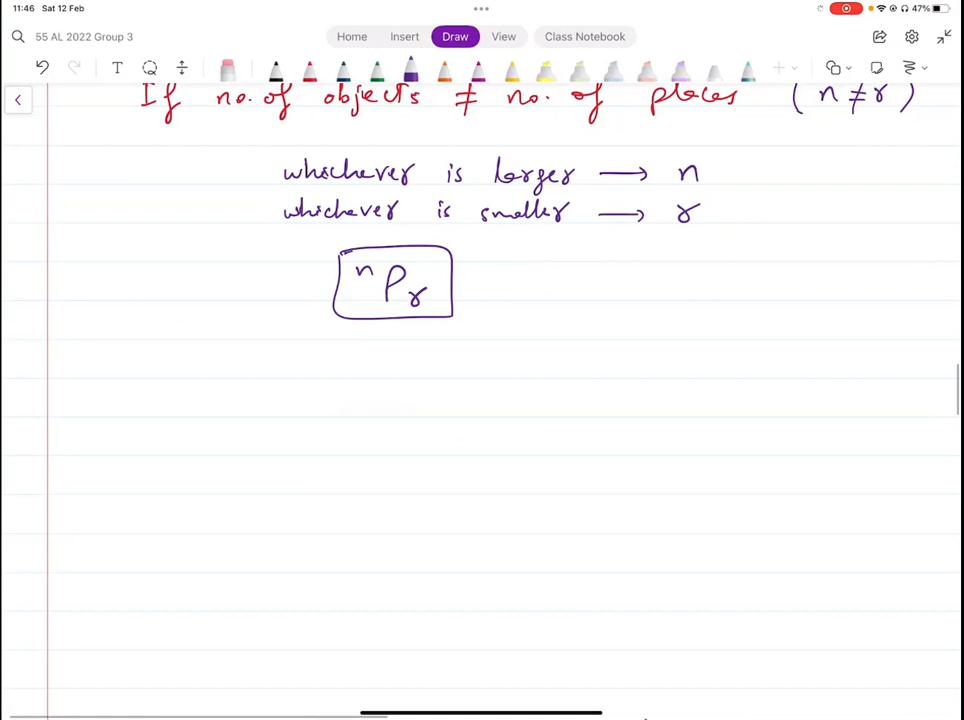 11:46 Sat 12 Feb 47%
55 AL 2022 Group 3 Home Insert Draw View Class Notebook
T
If no. of objects ≠ no. of places (n≠r)
whichever is larger → n
whichever is smaller → r
nPr